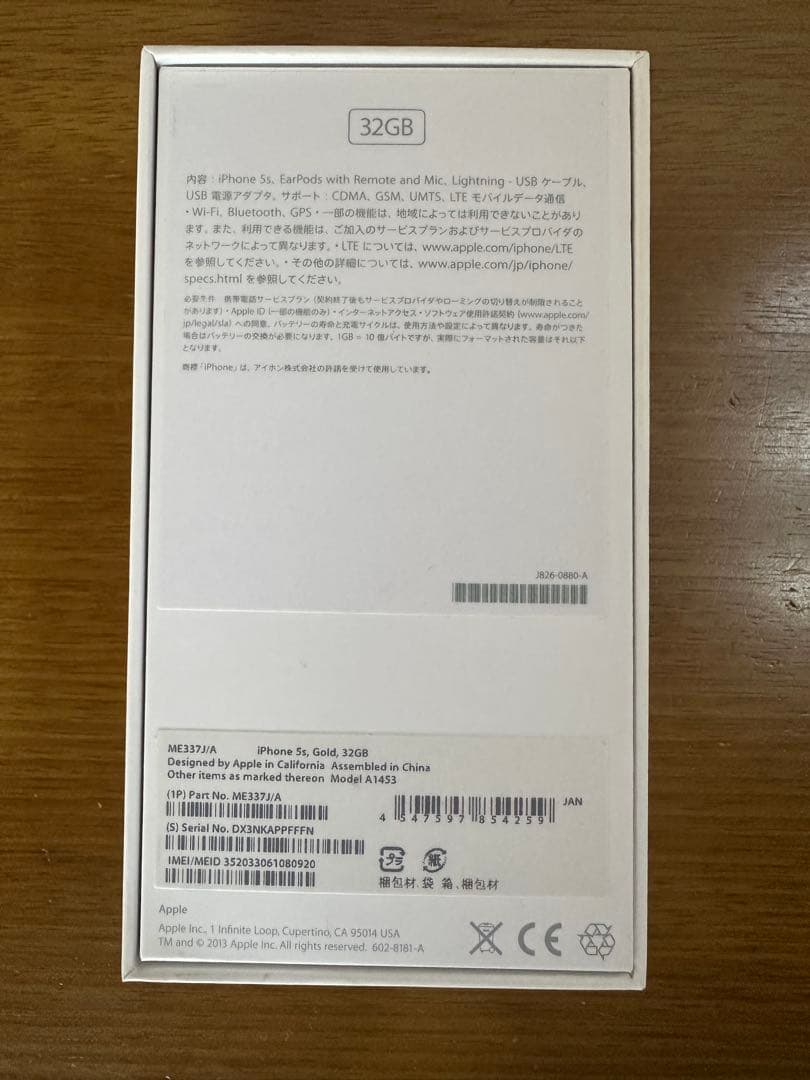 32GB
内容：iPhone 5s、EarPods with Remote and Mic、Lightning - USB ケーブル、
USB 電源アダプタ。サポート：CDMA、GSM、UMTS、LTE モバイルデータ通信
・Wi-Fi、Bluetooth、GPS・一部の機能は、地域によっては利用できないことがあり
ます。また、利用できる機能は、ご加入のサービスプランおよびサービスプロバイダの
ネットワークによって異なります。・LTE については、www.apple.com/iphone/LTE
を参照してください。・その他の詳細については、www.apple.com/jp/iphone/
specs.html を参照してください。
必要条件　携帯電話サービスプラン（契約終了後もサービスプロバイダやローミングの切り替えが制限されること
があります）・Apple ID（一部の機能のみ）・インターネットアクセス・ソフトウェア使用許諾契約（www.apple.com/
jp/legal/sla）への同意。バッテリーの寿命と充電サイクルは、使用方法や設定によって異なります。寿命がつきた
場合はバッテリーの交換が必要になります。1GB = 10 億バイトですが、実際にフォーマットされた容量はそれ以下
となります。
商標「iPhone」は、アイホン株式会社の許諾を受けて使用しています。
J826-0880-A
ME337J/A iPhone 5s, Gold, 32GB
Designed by Apple in California Assembled in China
Other items as marked thereon Model A1453
(1P) Part No. ME337J/A
JAN
4 547597 854259
(S) Serial No. DX3NKAPPFFFN
IMEI/MEID 352033061080920
プラ 紙
梱包材、袋 箱、梱包材
Apple
Apple Inc., 1 Infinite Loop, Cupertino, CA 95014 USA
TM and © 2013 Apple Inc. All rights reserved. 602-8181-A
CE